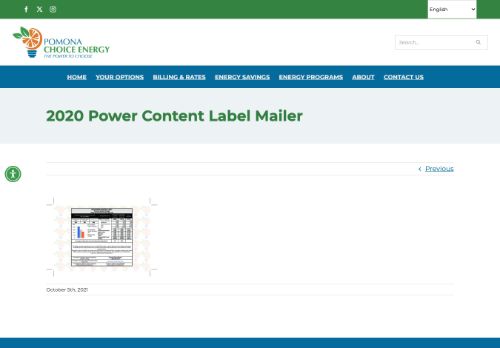 English
POMONA
CHOICE ENERGY
THE POWER TO CHOOSE
Search...
HOME YOUR OPTIONS BILLING & RATES ENERGY SAVINGS ENERGY PROGRAMS ABOUT CONTACT US
2020 Power Content Label Mailer
Previous
October 5th, 2021